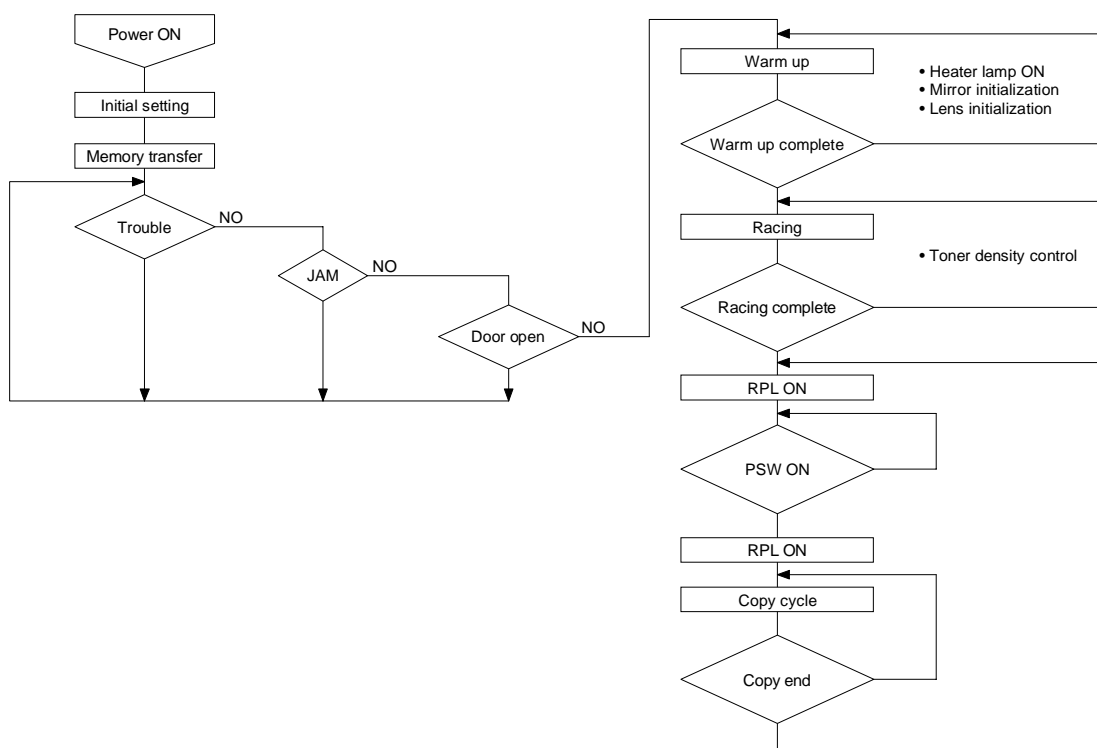 Power ON
Initial setting
Memory transfer
Trouble
NO
JAM
NO
Door open
NO
Warm up
• Heater lamp ON
• Mirror initialization
• Lens initialization
Warm up complete
Racing
• Toner density control
Racing complete
RPL ON
PSW ON
RPL ON
Copy cycle
Copy end